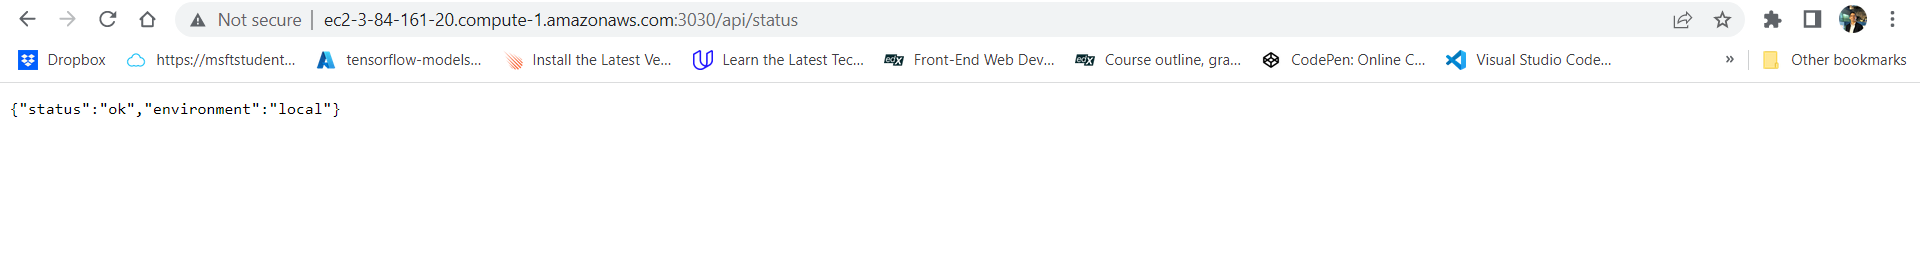 Not secure | ec2-3-84-161-20.compute-1.amazonaws.com:3030/api/status
Dropbox https://msftstudent... tensorflow-models... Install the Latest Ve... Learn the Latest Tec... edX Front-End Web Dev... edX Course outline, gra... CodePen: Online C... Visual Studio Code... » Other bookmarks
{"status":"ok","environment":"local"}